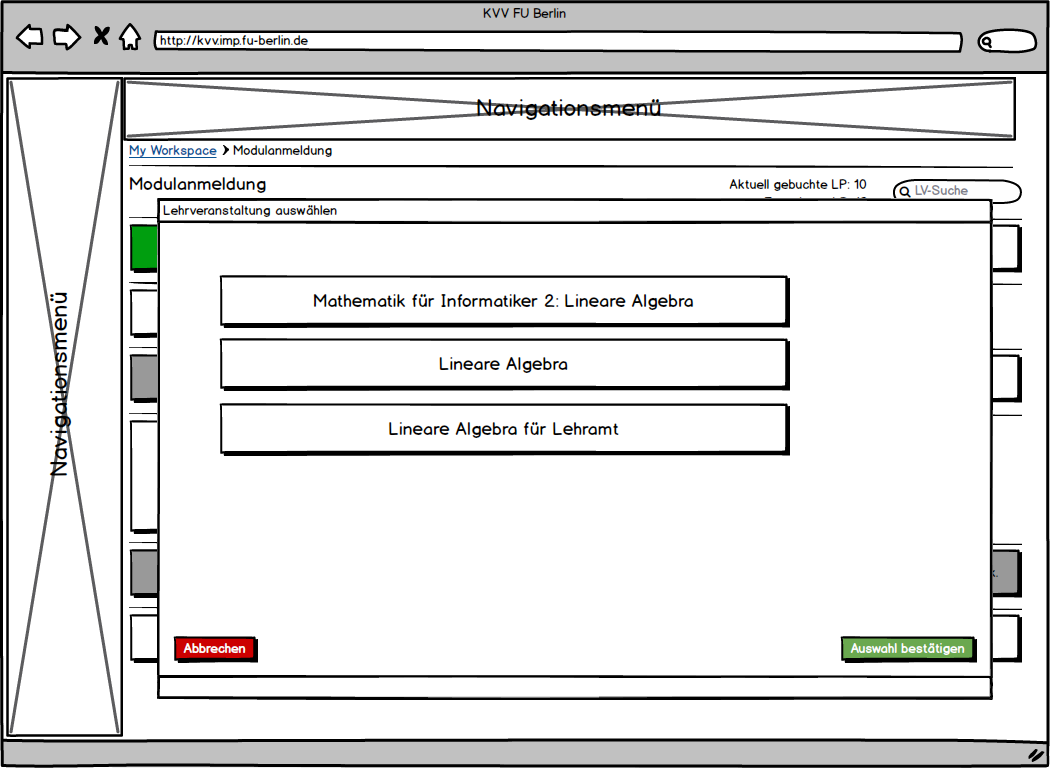 KVV FU Berlin
http://kvv.imp.fu-berlin.de
Navigationsmenü
Navigationsmenü
My Workspace > Modulanmeldung
Modulanmeldung
Aktuell gebuchte LP: 10
LV-Suche
Lehrveranstaltung auswählen
Mathematik für Informatiker 2: Lineare Algebra
Lineare Algebra
Lineare Algebra für Lehramt
Abbrechen
Auswahl bestätigen